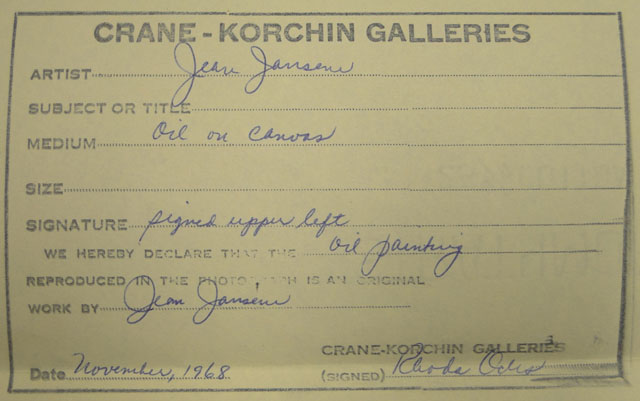 CRANE-KORCHIN GALLERIES
ARTIST Jean Jansem
SUBJECT OR TITLE
MEDIUM Oil on canvas
SIZE
SIGNATURE signed upper left
WE HEREBY DECLARE THAT THE oil painting
REPRODUCED IN THE PHOTOGRAPH IS AN ORIGINAL
WORK BY Jean Jansem
CRANE-KORCHIN GALLERIES
Date November, 1968 (SIGNED) Rhoda